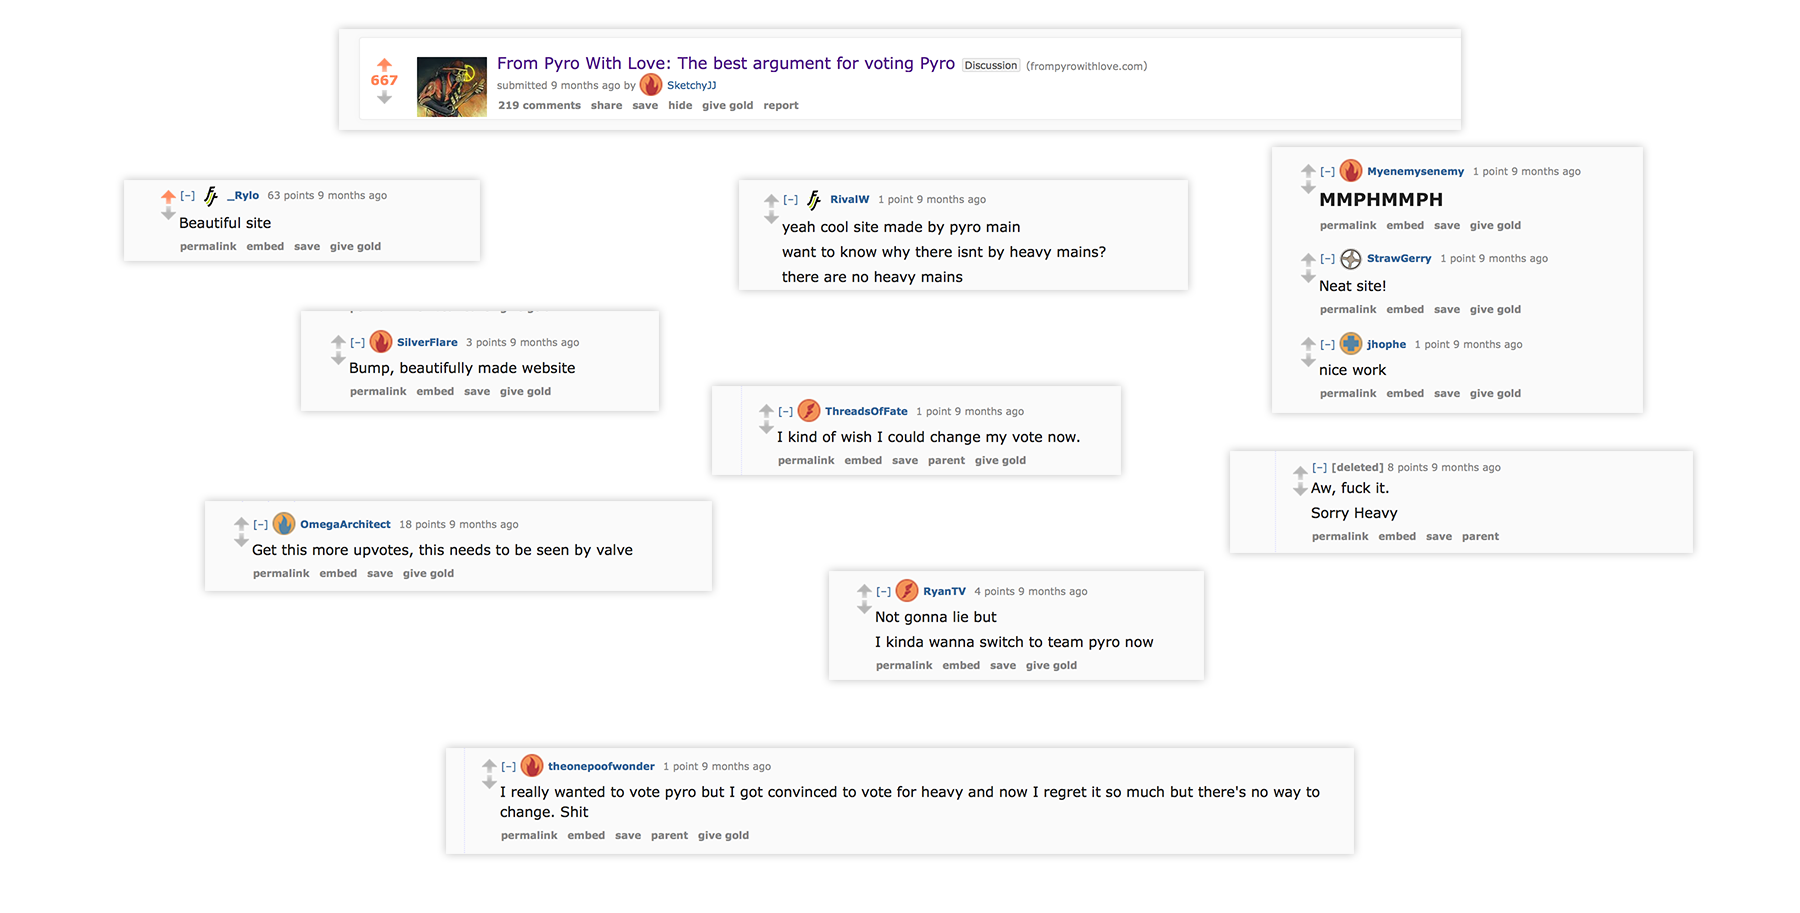 From Pyro With Love: The best argument for voting Pyro Discussion (frompyrowithlove.com)
667
submitted 9 months ago by SketchyJJ
219 comments share save hide give gold report
[–] _Rylo 63 points 9 months ago
Beautiful site
permalink embed save give gold
[–] RivalW 1 point 9 months ago
yeah cool site made by pyro main
want to know why there isnt by heavy mains?
there are no heavy mains
[–] Myenemysenemy 1 point 9 months ago
MMPHMMPH
permalink embed save give gold
[–] StrawGerry 1 point 9 months ago
Neat site!
permalink embed save give gold
[–] jhophe 1 point 9 months ago
nice work
permalink embed save give gold
[–] SilverFlare 3 points 9 months ago
Bump, beautifully made website
permalink embed save give gold
[–] ThreadsOfFate 1 point 9 months ago
I kind of wish I could change my vote now.
permalink embed save parent give gold
[–] [deleted] 8 points 9 months ago
Aw, fuck it.
Sorry Heavy
permalink embed save parent
[–] OmegaArchitect 18 points 9 months ago
Get this more upvotes, this needs to be seen by valve
permalink embed save give gold
[–] RyanTV 4 points 9 months ago
Not gonna lie but
I kinda wanna switch to team pyro now
permalink embed save give gold
[–] theonepoofwonder 1 point 9 months ago
I really wanted to vote pyro but I got convinced to vote for heavy and now I regret it so much but there's no way to
change. Shit
permalink embed save parent give gold